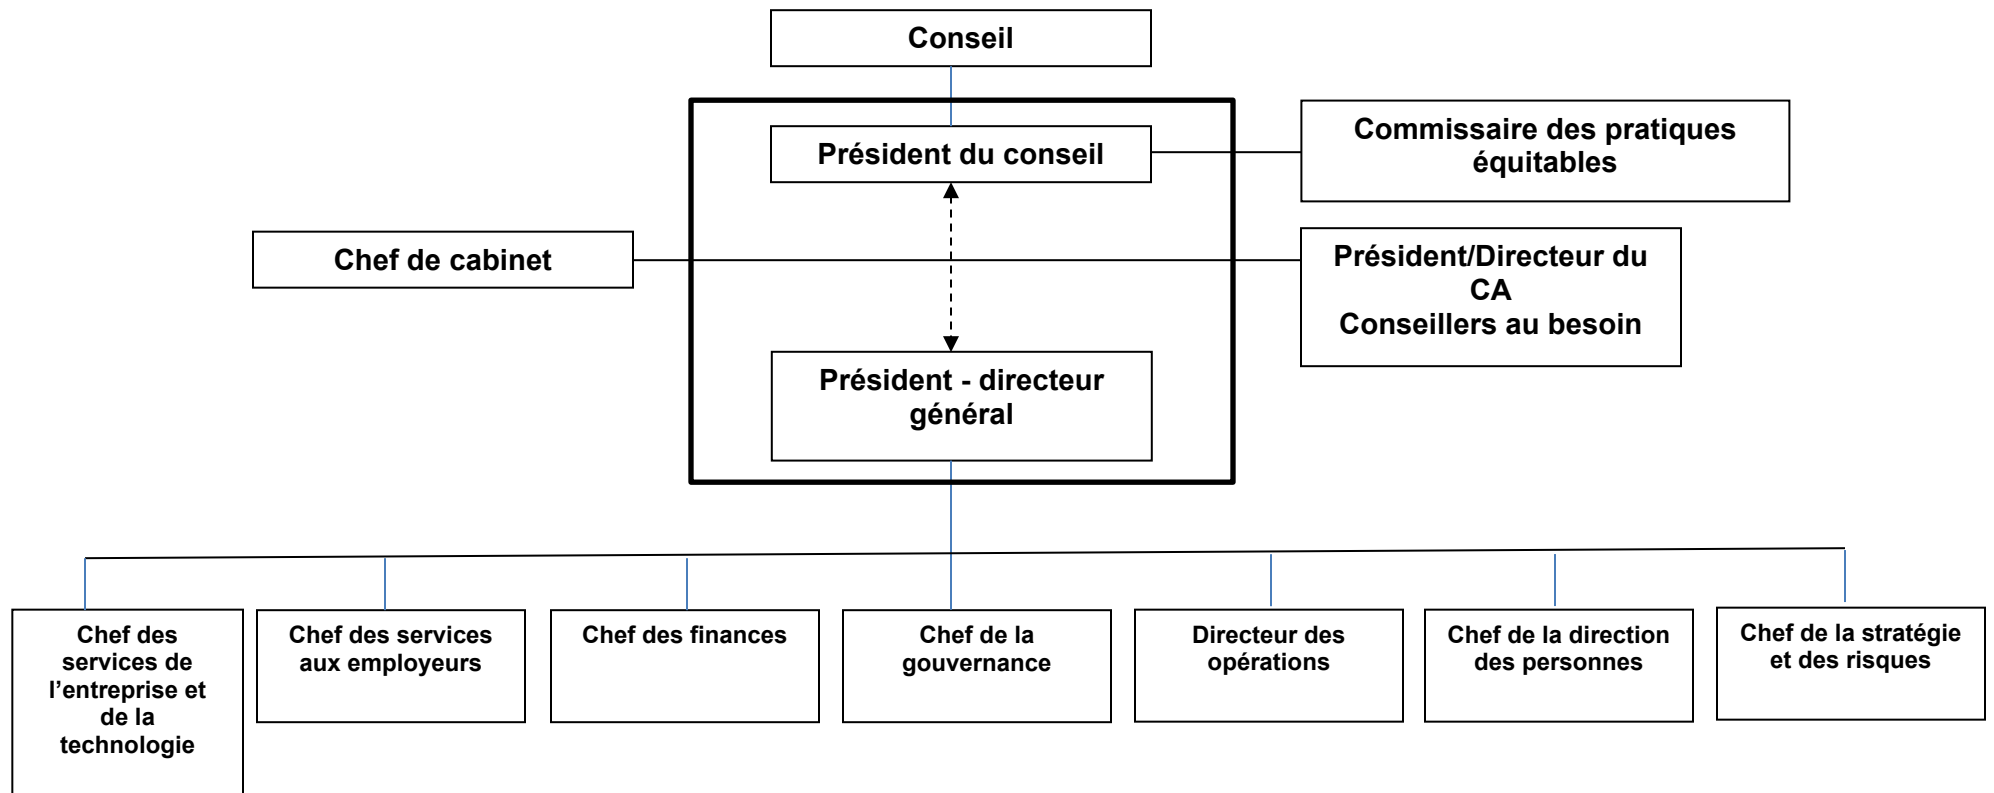 Conseil
Président du conseil
Commissaire des pratiques
équitables
Chef de cabinet
Président/Directeur du
CA
Conseillers au besoin
Président - directeur
général
Chef des
services de
l’entreprise et
de la
technologie
Chef des services
aux employeurs
Chef des finances
Chef de la
gouvernance
Directeur des
opérations
Chef de la direction
des personnes
Chef de la stratégie
et des risques